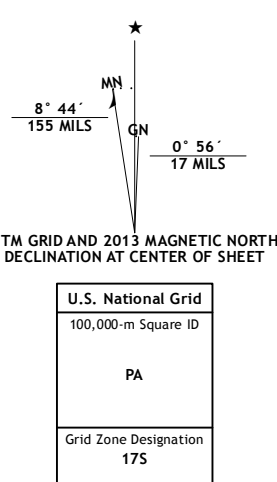 ★
MN
8° 44´
155 MILS
GN
0° 56´
17 MILS
TM GRID AND 2013 MAGNETIC NORTH
DECLINATION AT CENTER OF SHEET
U.S. National Grid
100,000-m Square ID
PA
Grid Zone Designation
17S